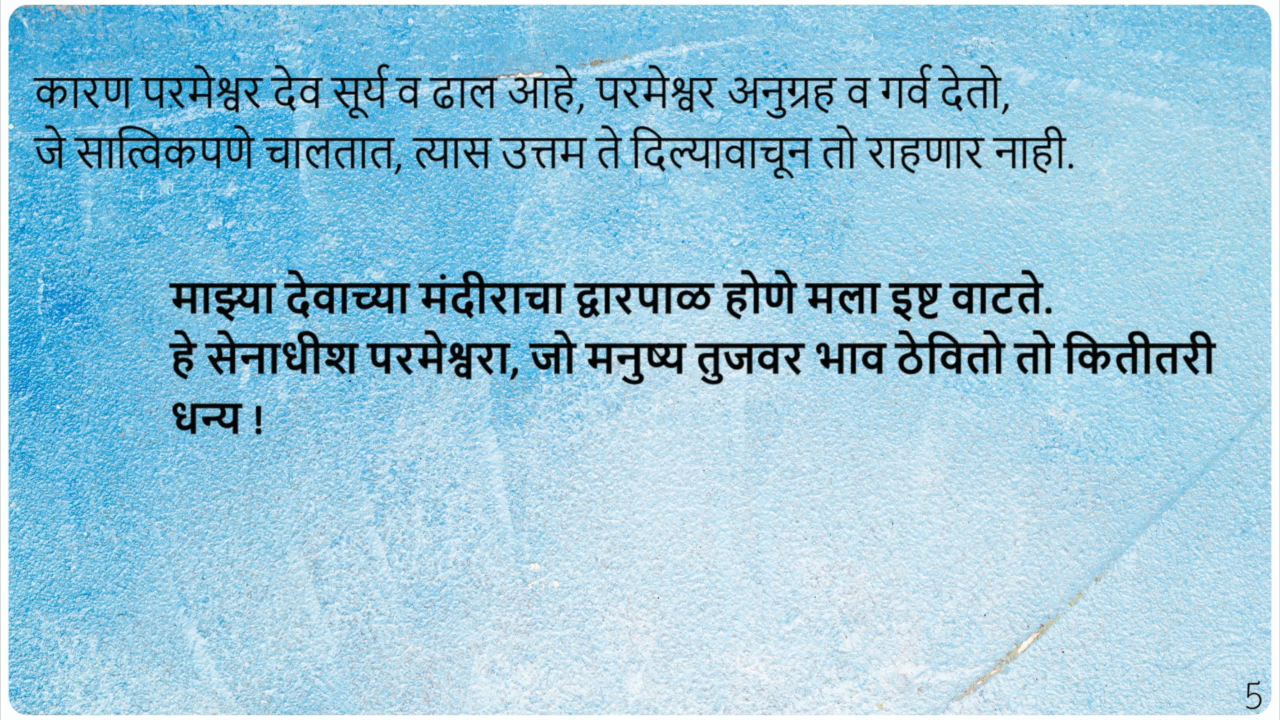 कारण परमेश्वर देव सूर्य व ढाल आहे, परमेश्वर अनुग्रह व गर्व देतो,
जे सात्विकपणे चालतात, त्यास उत्तम ते दिल्यावाचून तो राहणार नाही.
माझ्या देवाच्या मंदीराचा द्वारपाळ होणे मला इष्ट वाटते.
हे सेनाधीश परमेश्वरा, जो मनुष्य तुजवर भाव ठेवितो तो कितीतरी
धन्य !
5